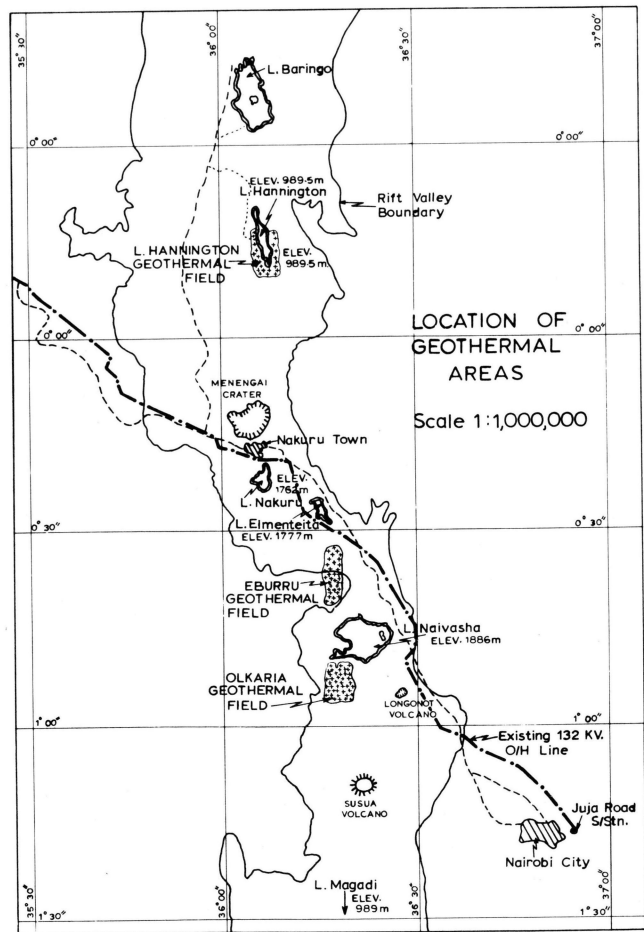 35° 30"
36° 00"
36° 30"
37° 00"
L. Baringo
0° 00"
0° 00"
ELEV. 989·5 m
L. Hannington
Rift Valley
Boundary
L. HANNINGTON
GEOTHERMAL
FIELD
ELEV.
989·5 m.
0° 00"
0° 00"
LOCATION OF
GEOTHERMAL
AREAS
Scale 1:1,000,000
MENENGAI
CRATER
Nakuru Town
ELEV.
1762m
L. Nakuru
L. Elmenteita
ELEV. 1777m
0° 30"
0° 30"
EBURRU
GEOTHERMAL
FIELD
L. Naivasha
ELEV. 1886m
OLKARIA
GEOTHERMAL
FIELD
LONGONOT
VOLCANO
1° 00"
1° 00"
Existing 132 KV.
O/H Line
SUSUA
VOLCANO
Juja Road
S/Stn.
Nairobi City
L. Magadi
ELEV.
989 m
35° 30"
36° 00"
36° 30"
37° 00"
1° 30"
1° 30"